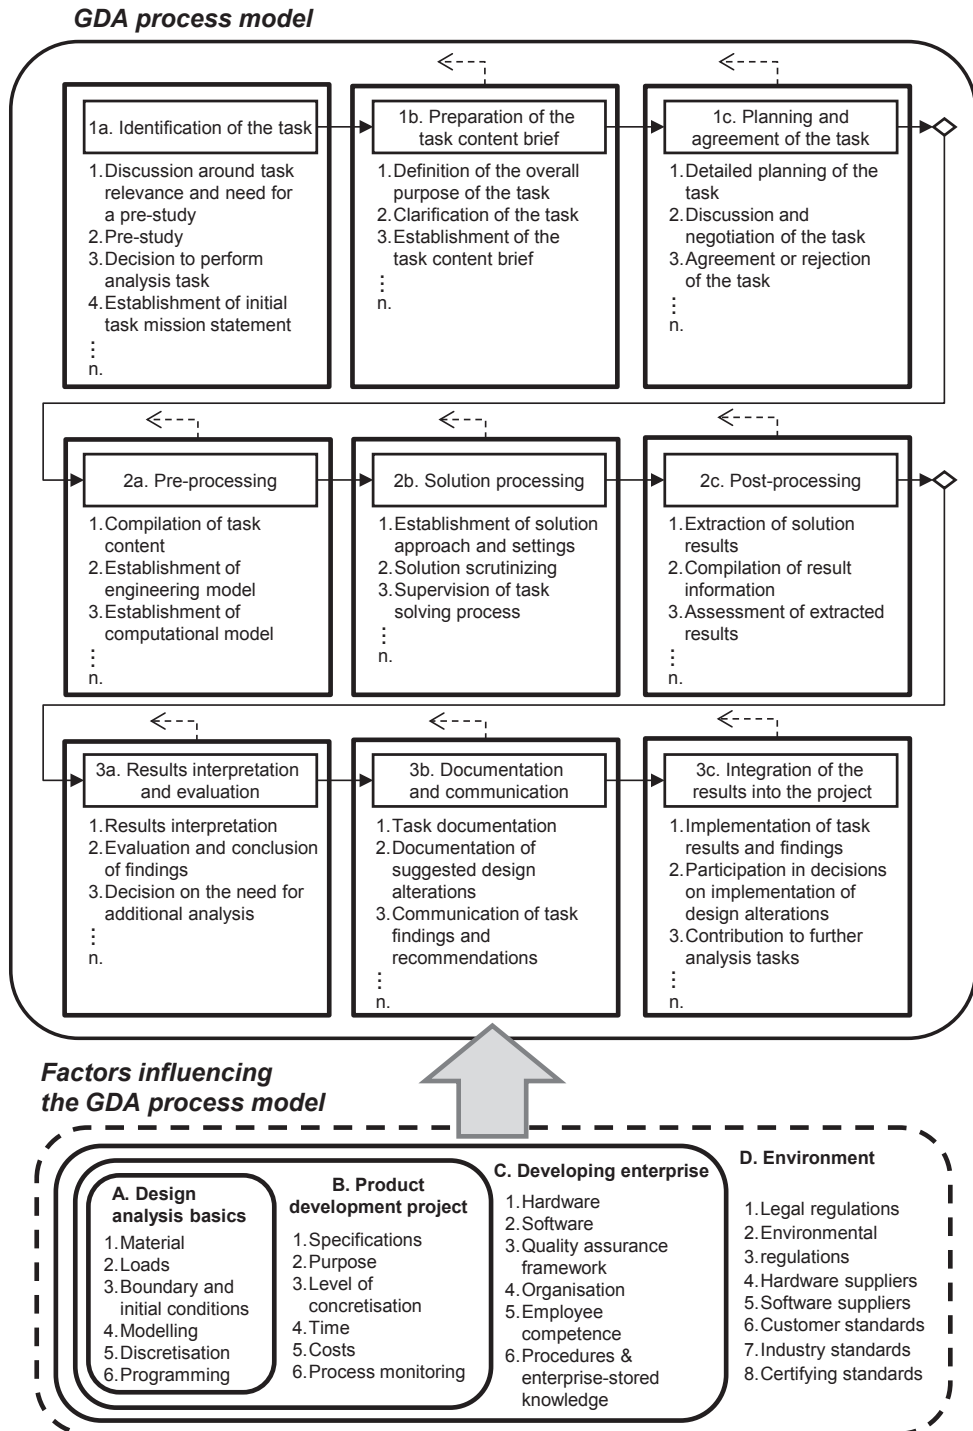 GDA process model
1a. Identification of the task
1. Discussion around task
relevance and need for
a pre-study
2. Pre-study
3. Decision to perform
analysis task
4. Establishment of initial
task mission statement
⋮
n.
1b. Preparation of the
task content brief
1. Definition of the overall
purpose of the task
2. Clarification of the task
3. Establishment of the
task content brief
⋮
n.
1c. Planning and
agreement of the task
1. Detailed planning of the
task
2. Discussion and
negotiation of the task
3. Agreement or rejection
of the task
⋮
n.
2a. Pre-processing
1. Compilation of task
content
2. Establishment of
engineering model
3. Establishment of
computational model
⋮
n.
2b. Solution processing
1. Establishment of solution
approach and settings
2. Solution scrutinizing
3. Supervision of task
solving process
⋮
n.
2c. Post-processing
1. Extraction of solution
results
2. Compilation of result
information
3. Assessment of extracted
results
⋮
n.
3a. Results interpretation
and evaluation
1. Results interpretation
2. Evaluation and conclusion
of findings
3. Decision on the need for
additional analysis
⋮
n.
3b. Documentation
and communication
1. Task documentation
2. Documentation of
suggested design
alterations
3. Communication of task
findings and
recommendations
⋮
n.
3c. Integration of the
results into the project
1. Implementation of task
results and findings
2. Participation in decisions
on implementation of
design alterations
3. Contribution to further
analysis tasks
⋮
n.
Factors influencing
the GDA process model
A. Design
analysis basics
1. Material
2. Loads
3. Boundary and
initial conditions
4. Modelling
5. Discretisation
6. Programming
B. Product
development project
1. Specifications
2. Purpose
3. Level of
concretisation
4. Time
5. Costs
6. Process monitoring
C. Developing enterprise
1. Hardware
2. Software
3. Quality assurance
framework
4. Organisation
5. Employee
competence
6. Procedures &
enterprise-stored
knowledge
D. Environment
1. Legal regulations
2. Environmental
3. regulations
4. Hardware suppliers
5. Software suppliers
6. Customer standards
7. Industry standards
8. Certifying standards